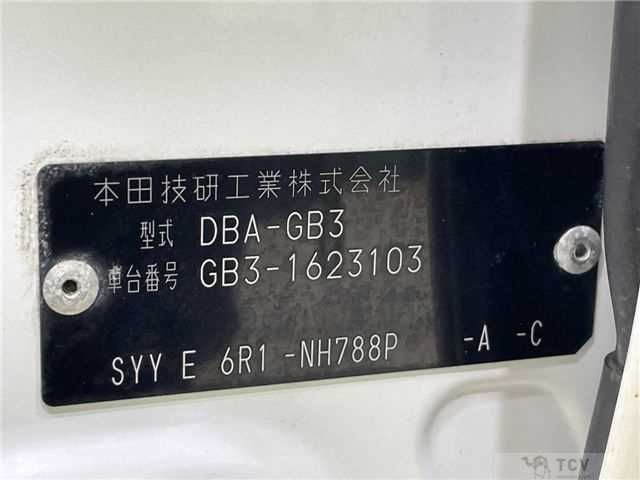 本田技研工業株式会社
型式 DBA-GB3
車台番号 GB3-1623103
SYY E 6R1 -NH788P -A -C
TCV